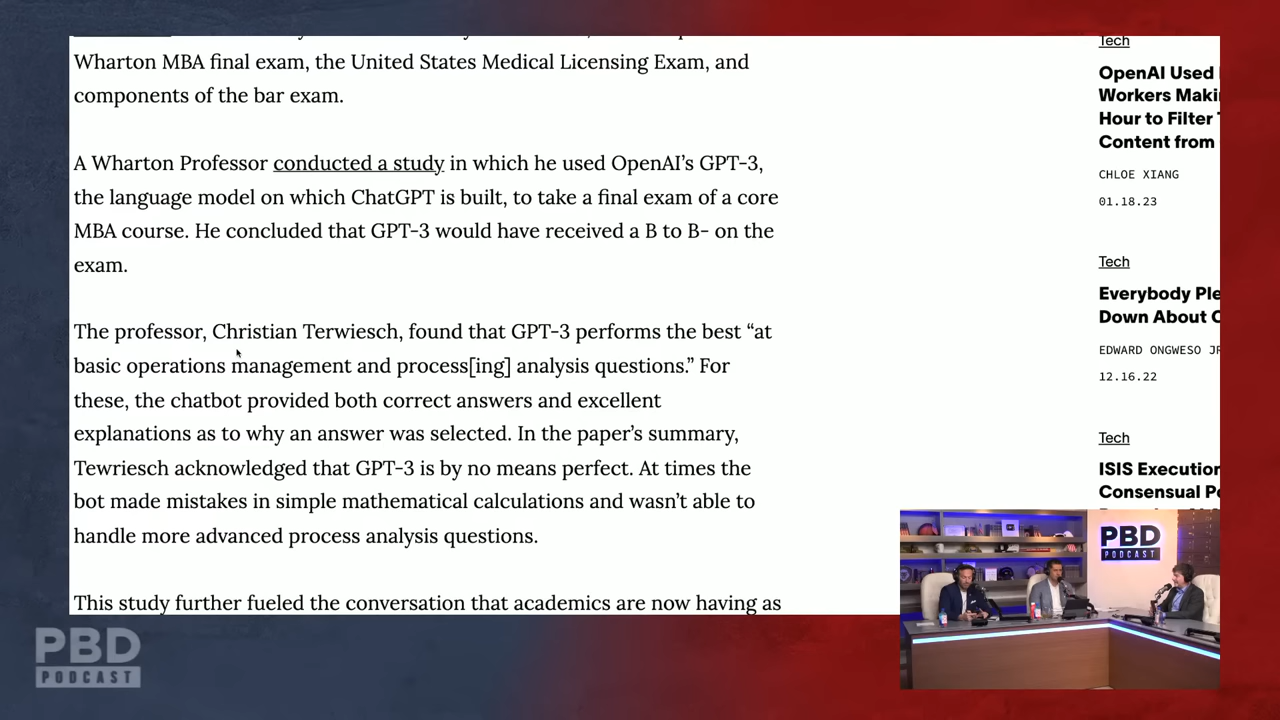 Wharton MBA final exam, the United States Medical Licensing Exam, and
components of the bar exam.
A Wharton Professor conducted a study in which he used OpenAI’s GPT-3,
the language model on which ChatGPT is built, to take a final exam of a core
MBA course. He concluded that GPT-3 would have received a B to B- on the
exam.
The professor, Christian Terwiesch, found that GPT-3 performs the best “at
basic operations management and process[ing] analysis questions.” For
these, the chatbot provided both correct answers and excellent
explanations as to why an answer was selected. In the paper’s summary,
Tewriesch acknowledged that GPT-3 is by no means perfect. At times the
bot made mistakes in simple mathematical calculations and wasn’t able to
handle more advanced process analysis questions.
This study further fueled the conversation that academics are now having as
Tech
OpenAI Used
Workers Maki
Hour to Filter
Content from
CHLOE XIANG
01.18.23
Tech
Everybody Ple
Down About
EDWARD ONGWESO JR
12.16.22
Tech
ISIS Execution
Consensual
PBD
PODCAST
PBD
PODCAST